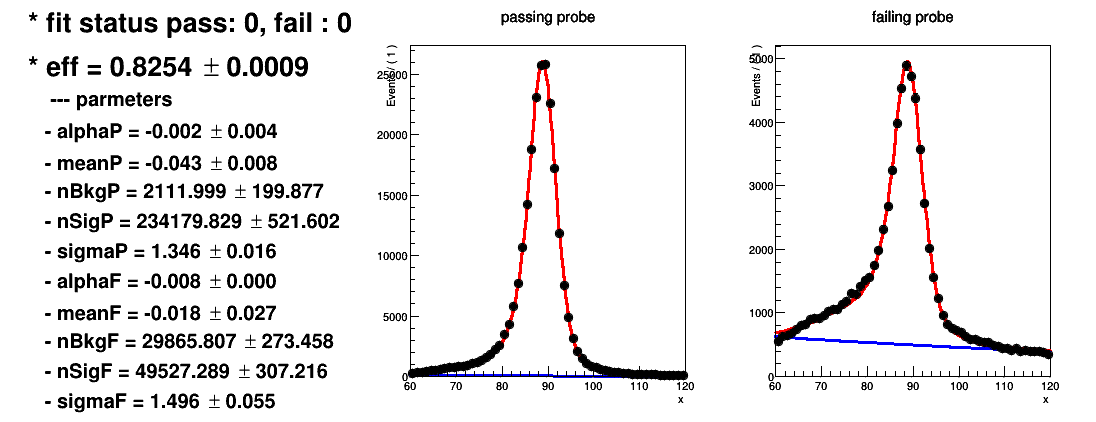 * fit status pass: 0, fail : 0
* eff = 0.8254 ± 0.0009
--- parmeters
- alphaP = -0.002 ± 0.004
- meanP = -0.043 ± 0.008
- nBkgP = 2111.999 ± 199.877
- nSigP = 234179.829 ± 521.602
- sigmaP = 1.346 ± 0.016
- alphaF = -0.008 ± 0.000
- meanF = -0.018 ± 0.027
- nBkgF = 29865.807 ± 273.458
- nSigF = 49527.289 ± 307.216
- sigmaF = 1.496 ± 0.055
passing probe
Events / ( 1 )
25000
20000
15000
10000
5000
0
60 70 80 90 100 110 120
x
failing probe
Events / ( 1 )
5000
4000
3000
2000
1000
0
60 70 80 90 100 110 120
x